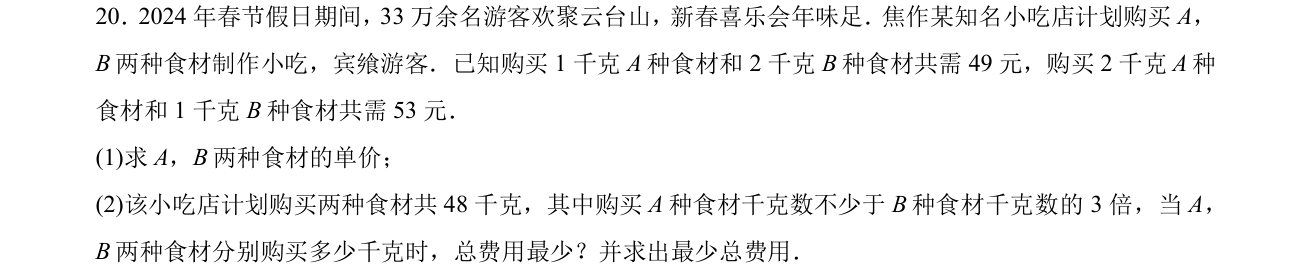 20．2024 年春节假日期间，33 万余名游客欢聚云台山，新春喜乐会年味足．焦作某知名小吃店计划购买 A，
B 两种食材制作小吃，宾飨游客．已知购买 1 千克 A 种食材和 2 千克 B 种食材共需 49 元，购买 2 千克 A 种
食材和 1 千克 B 种食材共需 53 元．
(1)求 A，B 两种食材的单价；
(2)该小吃店计划购买两种食材共 48 千克，其中购买 A 种食材千克数不少于 B 种食材千克数的 3 倍，当 A，
B 两种食材分别购买多少千克时，总费用最少？并求出最少总费用．